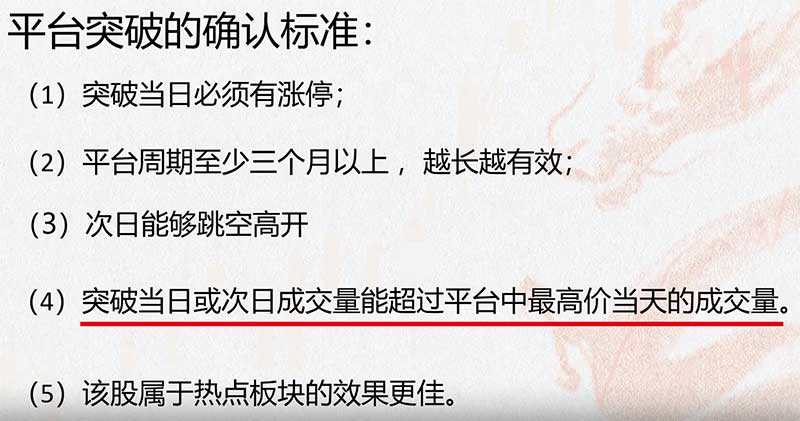 平台突破的确认标准：
（1）突破当日必须有涨停；
（2）平台周期至少三个月以上，越长越有效；
（3）次日能够跳空高开
（4）突破当日或次日成交量能超过平台中最高价当天的成交量。
（5）该股属于热点板块的效果更佳。